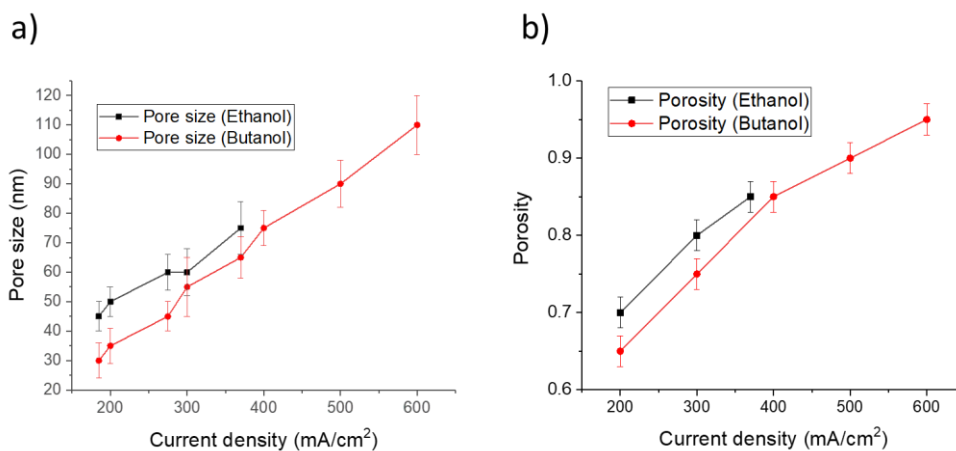 a)
120
110
100
90
80
70
60
50
40
30
20
Pore size (nm)
Pore size (Ethanol)
Pore size (Butanol)
200 300 400 500 600
Current density (mA/cm²)
b)
1.0
0.9
0.8
0.7
0.6
Porosity
Porosity (Ethanol)
Porosity (Butanol)
200 300 400 500 600
Current density (mA/cm²)